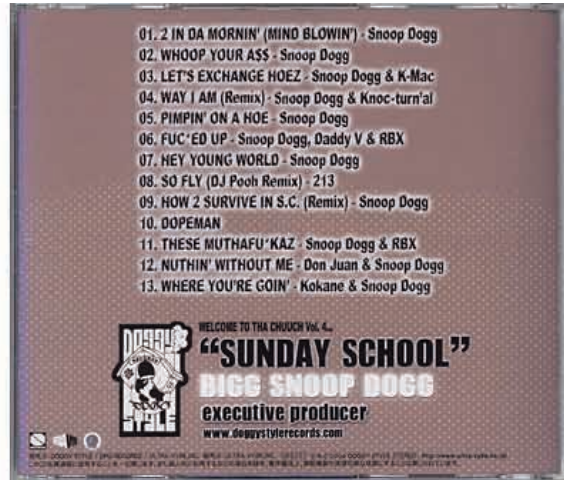 01. 2 IN DA MORNIN' (MIND BLOWIN') - Snoop Dogg
02. WHOOP YOUR A$$ - Snoop Dogg
03. LET'S EXCHANGE HOEZ - Snoop Dogg & K-Mac
04. WAY I AM (Remix) - Snoop Dogg & Knoc-turn'al
05. PIMPIN' ON A HOE - Snoop Dogg
06. FUC*ED UP - Snoop Dogg, Daddy V & RBX
07. HEY YOUNG WORLD - Snoop Dogg
08. SO FLY (DJ Pooh Remix) - 213
09. HOW 2 SURVIVE IN S.C. (Remix) - Snoop Dogg
10. DOPEMAN
11. THESE MUTHAFU*KAZ - Snoop Dogg & RBX
12. NUTHIN' WITHOUT ME - Don Juan & Snoop Dogg
13. WHERE YOU'RE GOIN' - Kokane & Snoop Dogg
WELCOME TO THA CHUUCH Vol. 4...
DOGGY
STYLE
"SUNDAY SCHOOL"
BIGG SNOOP DOGG
executive producer
www.doggystylerecords.com